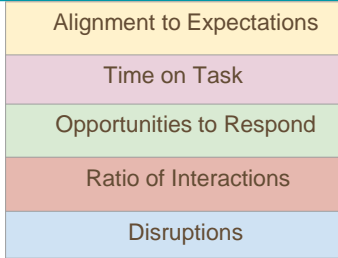 Alignment to Expectations
Time on Task
Opportunities to Respond
Ratio of Interactions
Disruptions